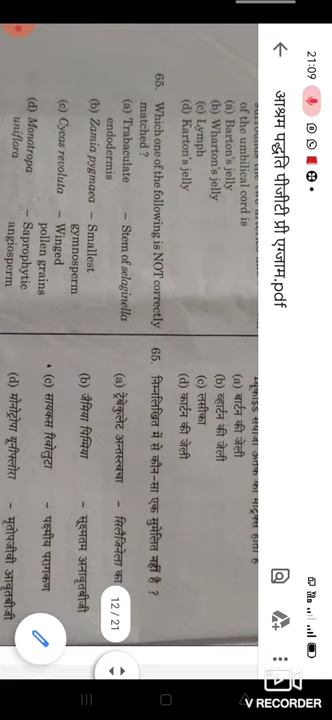 21:09
आश्रम पद्धति पीजीटी प्री एग्जाम.pdf
of the umbilical cord is
(a) Barton's jelly
(b) Wharton's jelly
(c) Lymph
(d) Karton's jelly
65. Which one of the following is NOT correctly
matched ?
(a) Trabaculate – Stem of selaginella
endodermis
(b) Zamia pygmaea – Smallest
gymnosperm
(c) Cycas revoluta – Winged
pollen grains
(d) Monotropa – Saprophytic
uniflora angiosperm
(a) बार्टन की जेली
(b) व्हार्टन की जेली
(c) लसीका
(d) कार्टन की जेली
65. निम्नलिखित में से कौन-सा एक सुमेलित नहीं है ?
(a) ट्रेबेकुलेट अन्तस्त्वचा – सिलैजिनेला का
(b) जैमिया पिग्मिया – सूक्ष्मतम अनावृतबीजी
(c) सायकस रिवोलुटा – पक्ष्मीय परागकण
(d) मोनोट्रोपा यूनीफ्लोरा – मृतोपजीवी आवृतबीजी
12 / 21
V RECORDER